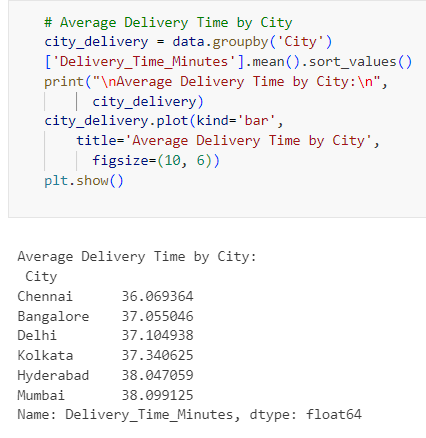 # Average Delivery Time by City
city_delivery = data.groupby('City')
['Delivery_Time_Minutes'].mean().sort_values()
print("\nAverage Delivery Time by City:\n",
city_delivery)
city_delivery.plot(kind='bar',
title='Average Delivery Time by City',
figsize=(10, 6))
plt.show()
Average Delivery Time by City:
City
Chennai 36.069364
Bangalore 37.055046
Delhi 37.104938
Kolkata 37.340625
Hyderabad 38.047059
Mumbai 38.099125
Name: Delivery_Time_Minutes, dtype: float64